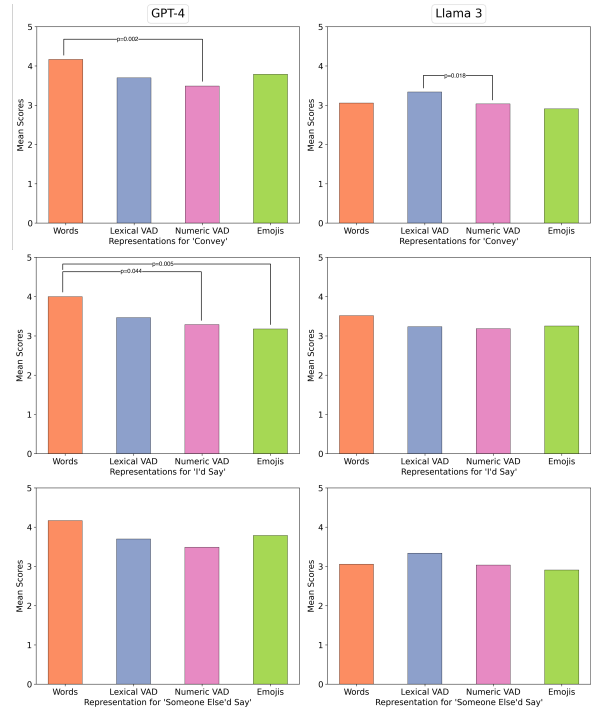 GPT-4
Llama 3
5
4
3
2
1
0
Mean Scores
p=0.002
Words
Lexical VAD
Numeric VAD
Emojis
Representations for 'Convey'
5
4
3
2
1
0
Mean Scores
p=0.018
Words
Lexical VAD
Numeric VAD
Emojis
Representations for 'Convey'
5
4
3
2
1
0
Mean Scores
p=0.005
p=0.044
Words
Lexical VAD
Numeric VAD
Emojis
Representations for 'I'd Say'
5
4
3
2
1
0
Mean Scores
Words
Lexical VAD
Numeric VAD
Emojis
Representations for 'I'd Say'
5
4
3
2
1
0
Mean Scores
Words
Lexical VAD
Numeric VAD
Emojis
Representation for 'Someone Else'd Say'
5
4
3
2
1
0
Mean Scores
Words
Lexical VAD
Numeric VAD
Emojis
Representation for 'Someone Else'd Say'